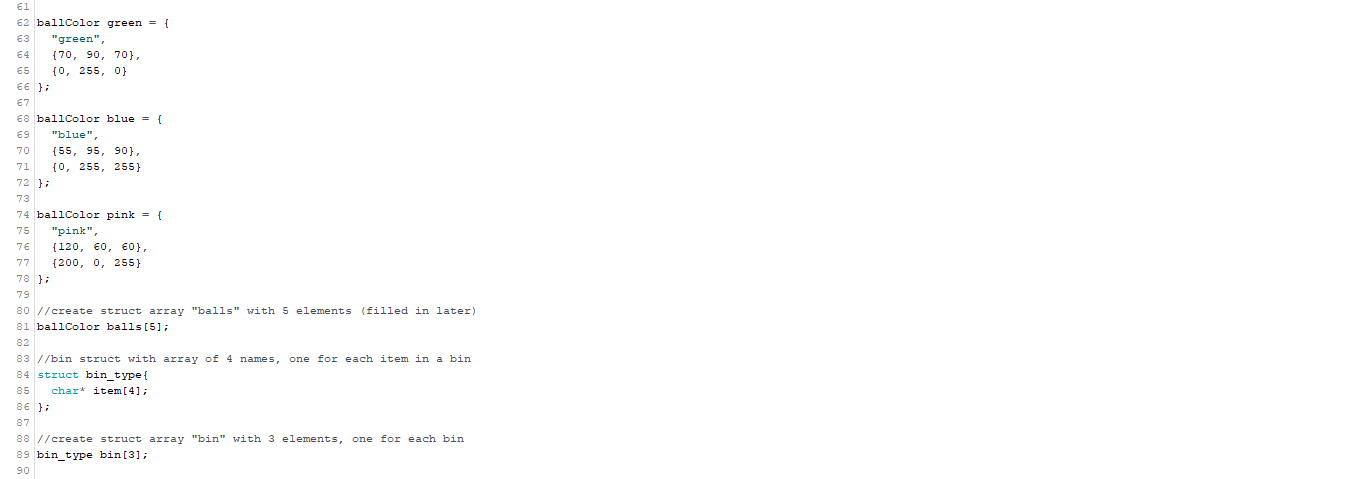 61
62 ballColor green = {
63   "green",
64   {70, 90, 70},
65   {0, 255, 0}
66 };
67
68 ballColor blue = {
69   "blue",
70   {55, 95, 90},
71   {0, 255, 255}
72 };
73
74 ballColor pink = {
75   "pink",
76   {120, 60, 60},
77   {200, 0, 255}
78 };
79
80 //create struct array "balls" with 5 elements (filled in later)
81 ballColor balls[5];
82
83 //bin struct with array of 4 names, one for each item in a bin
84 struct bin_type{
85   char* item[4];
86 };
87
88 //create struct array "bin" with 3 elements, one for each bin
89 bin_type bin[3];
90